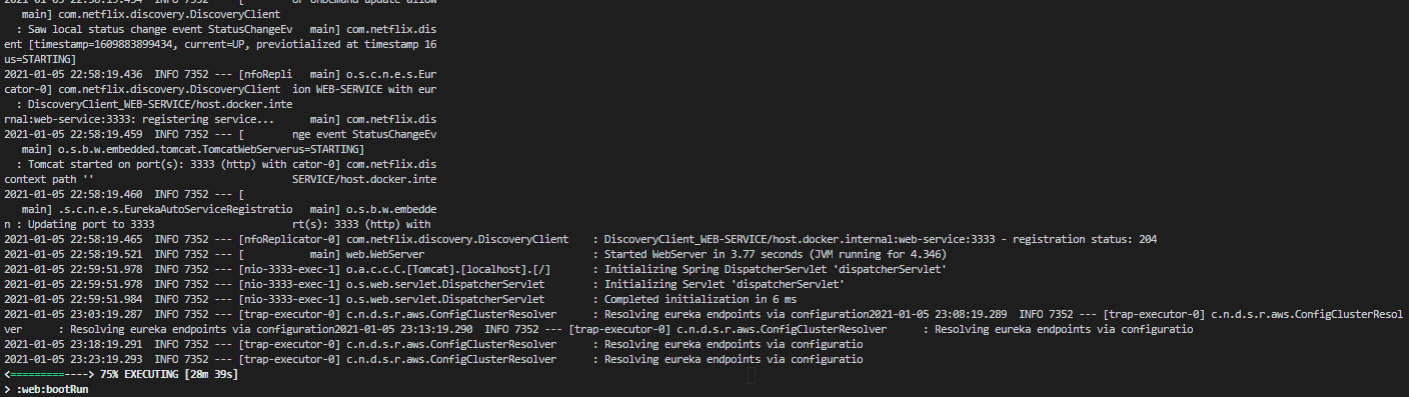 main] com.netflix.discovery.DiscoveryClient
: Saw local status change event StatusChangeEv   main] com.netflix.dis
ent [timestamp=1609883899434, current=UP, previotialized at timestamp 16
us=STARTING]
2021-01-05 22:58:19.436  INFO 7352 --- [nfoRepli   main] o.s.c.n.e.s.Eur
cator-0] com.netflix.discovery.DiscoveryClient  ion WEB-SERVICE with eur
: DiscoveryClient_WEB-SERVICE/host.docker.inte
rnal:web-service:3333: registering service...      main] com.netflix.dis
2021-01-05 22:58:19.459  INFO 7352 --- [        nge event StatusChangeEv
main] o.s.b.w.embedded.tomcat.TomcatWebServerus=STARTING]
: Tomcat started on port(s): 3333 (http) with cator-0] com.netflix.dis
context path ''                              SERVICE/host.docker.inte
2021-01-05 22:58:19.460  INFO 7352 --- [
main] .s.c.n.e.s.EurekaAutoServiceRegistratio   main] o.s.b.w.embedde
n : Updating port to 3333                     rt(s): 3333 (http) with
2021-01-05 22:58:19.465  INFO 7352 --- [nfoReplicator-0] com.netflix.discovery.DiscoveryClient    : DiscoveryClient_WEB-SERVICE/host.docker.internal:web-service:3333 - registration status: 204
2021-01-05 22:58:19.521  INFO 7352 --- [           main] web.WebServer                            : Started WebServer in 3.77 seconds (JVM running for 4.346)
2021-01-05 22:59:51.978  INFO 7352 --- [nio-3333-exec-1] o.a.c.c.C.[Tomcat].[localhost].[/]       : Initializing Spring DispatcherServlet 'dispatcherServlet'
2021-01-05 22:59:51.978  INFO 7352 --- [nio-3333-exec-1] o.s.web.servlet.DispatcherServlet        : Initializing Servlet 'dispatcherServlet'
2021-01-05 22:59:51.984  INFO 7352 --- [nio-3333-exec-1] o.s.web.servlet.DispatcherServlet        : Completed initialization in 6 ms
2021-01-05 23:03:19.287  INFO 7352 --- [trap-executor-0] c.n.d.s.r.aws.ConfigClusterResolver      : Resolving eureka endpoints via configuration2021-01-05 23:08:19.289  INFO 7352 --- [trap-executor-0] c.n.d.s.r.aws.ConfigClusterResol
ver      : Resolving eureka endpoints via configuration2021-01-05 23:13:19.290  INFO 7352 --- [trap-executor-0] c.n.d.s.r.aws.ConfigClusterResolver      : Resolving eureka endpoints via configuratio
2021-01-05 23:18:19.291  INFO 7352 --- [trap-executor-0] c.n.d.s.r.aws.ConfigClusterResolver      : Resolving eureka endpoints via configuratio
2021-01-05 23:23:19.293  INFO 7352 --- [trap-executor-0] c.n.d.s.r.aws.ConfigClusterResolver      : Resolving eureka endpoints via configuratio
<=========----> 75% EXECUTING [28m 39s]
> :web:bootRun